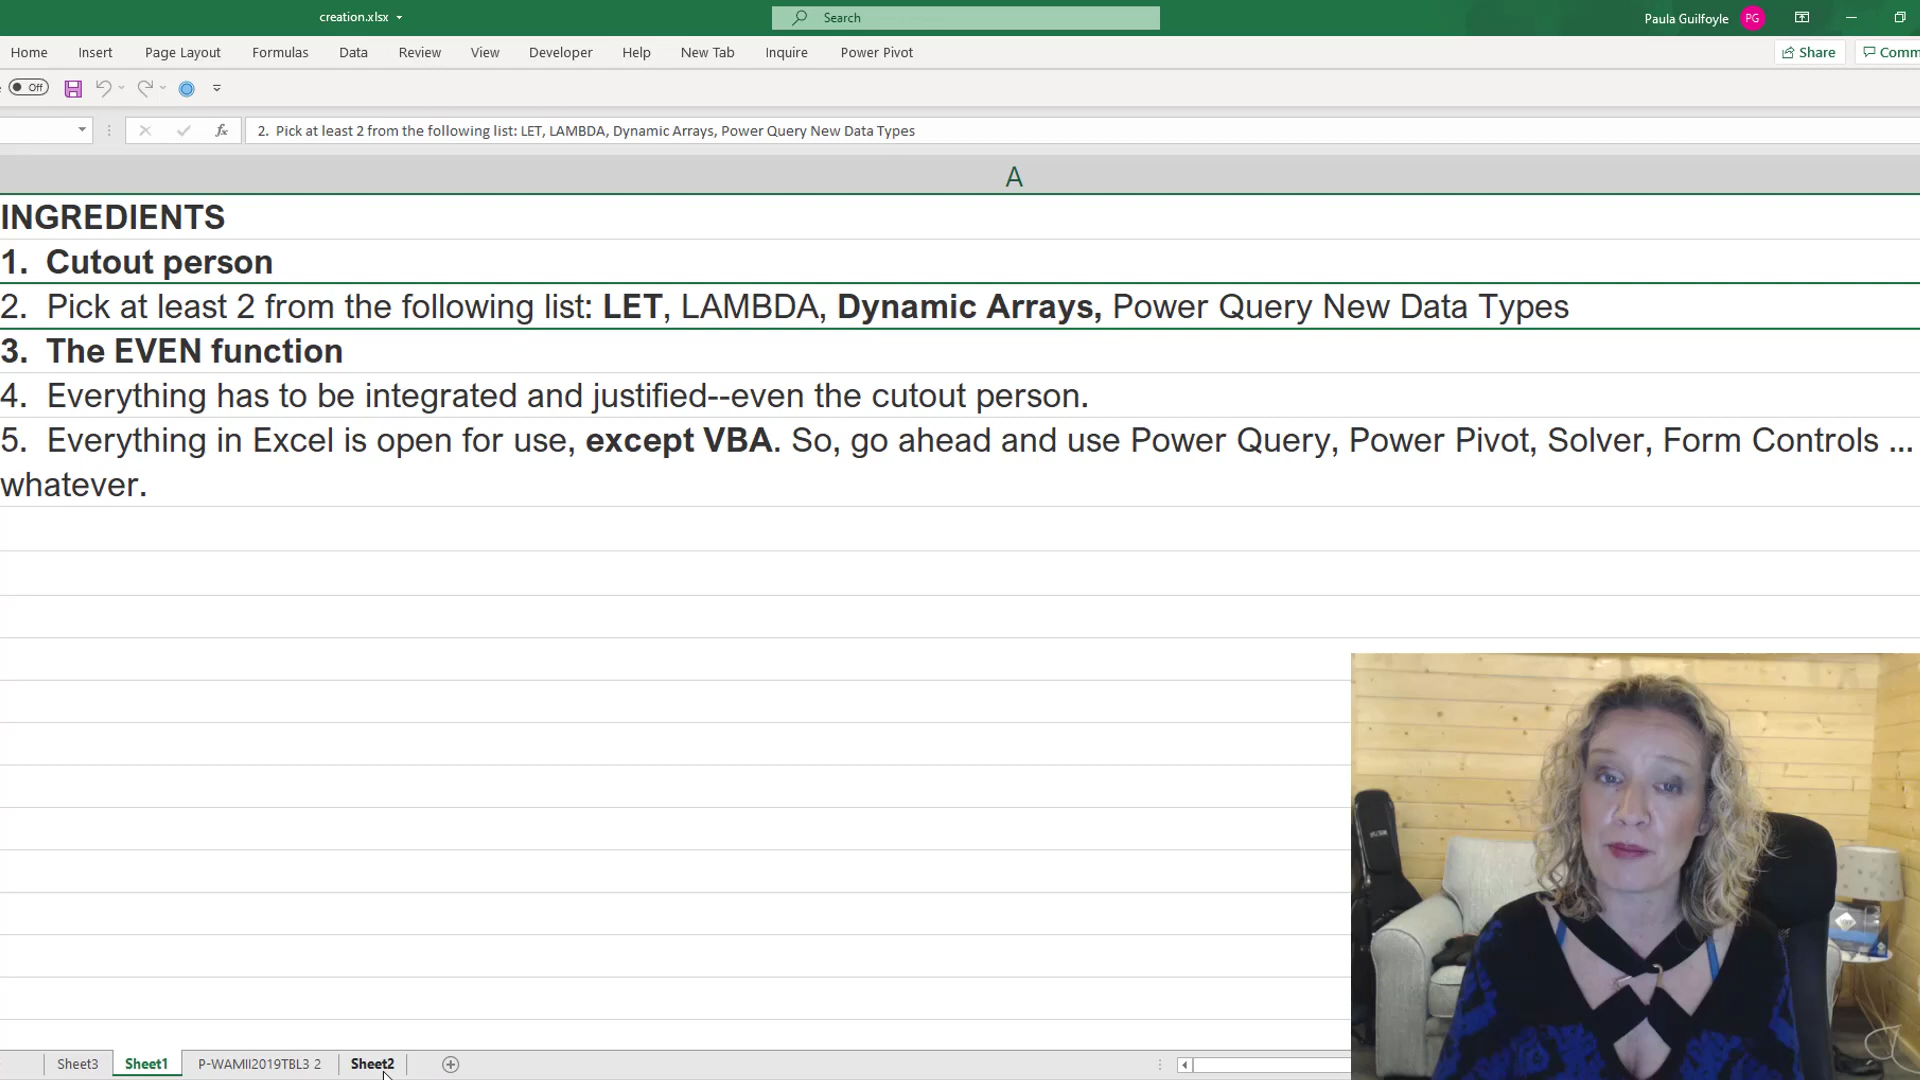 creation.xlsx
Search
Paula Guilfoyle PG
Home Insert Page Layout Formulas Data Review View Developer Help New Tab Inquire Power Pivot Share Comm
Off
fx 2. Pick at least 2 from the following list: LET, LAMBDA, Dynamic Arrays, Power Query New Data Types
A
INGREDIENTS
1. Cutout person
2. Pick at least 2 from the following list: LET, LAMBDA, Dynamic Arrays, Power Query New Data Types
3. The EVEN function
4. Everything has to be integrated and justified--even the cutout person.
5. Everything in Excel is open for use, except VBA. So, go ahead and use Power Query, Power Pivot, Solver, Form Controls ...
whatever.
Sheet3 Sheet1 P-WAMII2019TBL3 2 Sheet2